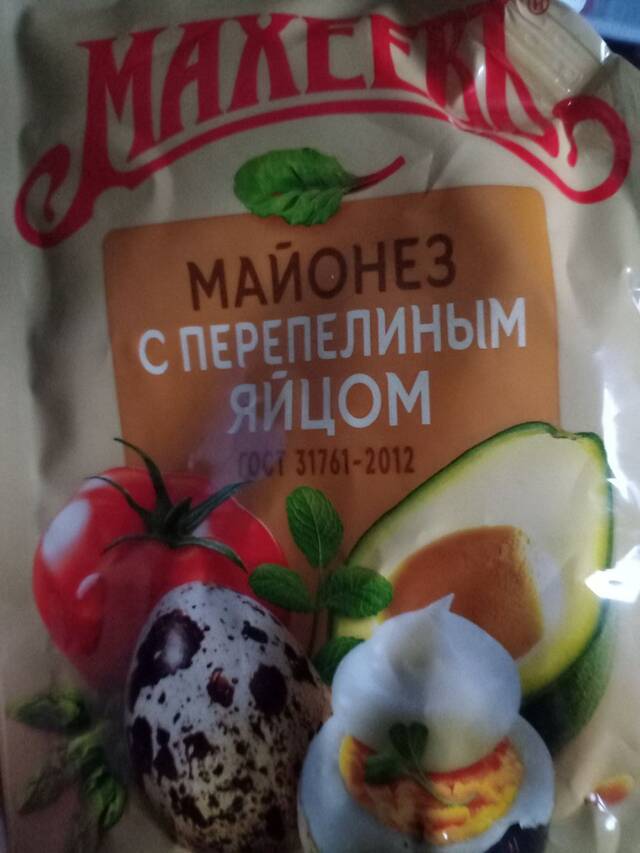 МАХЕЕВЪ
®
МАЙОНЕЗ
С ПЕРЕПЕЛИНЫМ
ЯЙЦОМ
ГОСТ 31761-2012